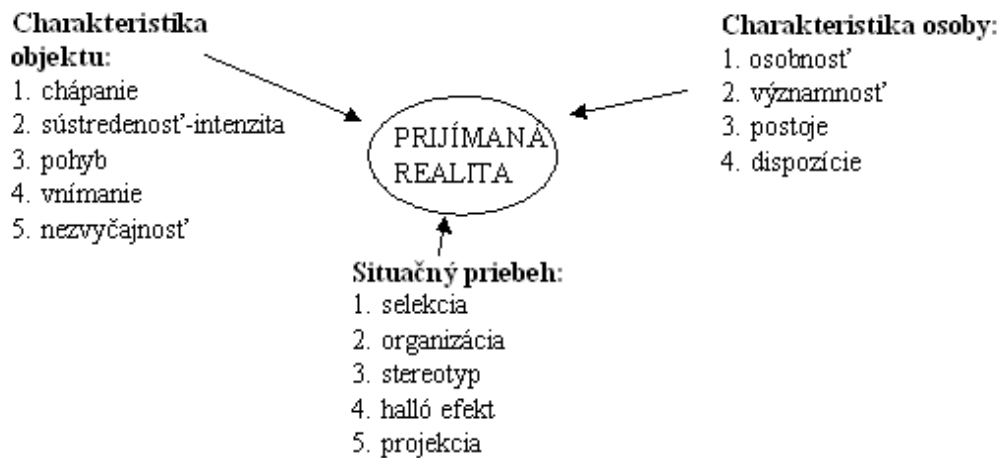 Charakteristika
objektu:
1. chápanie
2. sústredenosť-intenzita
3. pohyb
4. vnímanie
5. nezvyčajnosť
Charakteristika osoby:
1. osobnosť
2. významnosť
3. postoje
4. dispozície
PRIJÍMANÁ
REALITA
Situačný priebeh:
1. selekcia
2. organizácia
3. stereotyp
4. halló efekt
5. projekcia